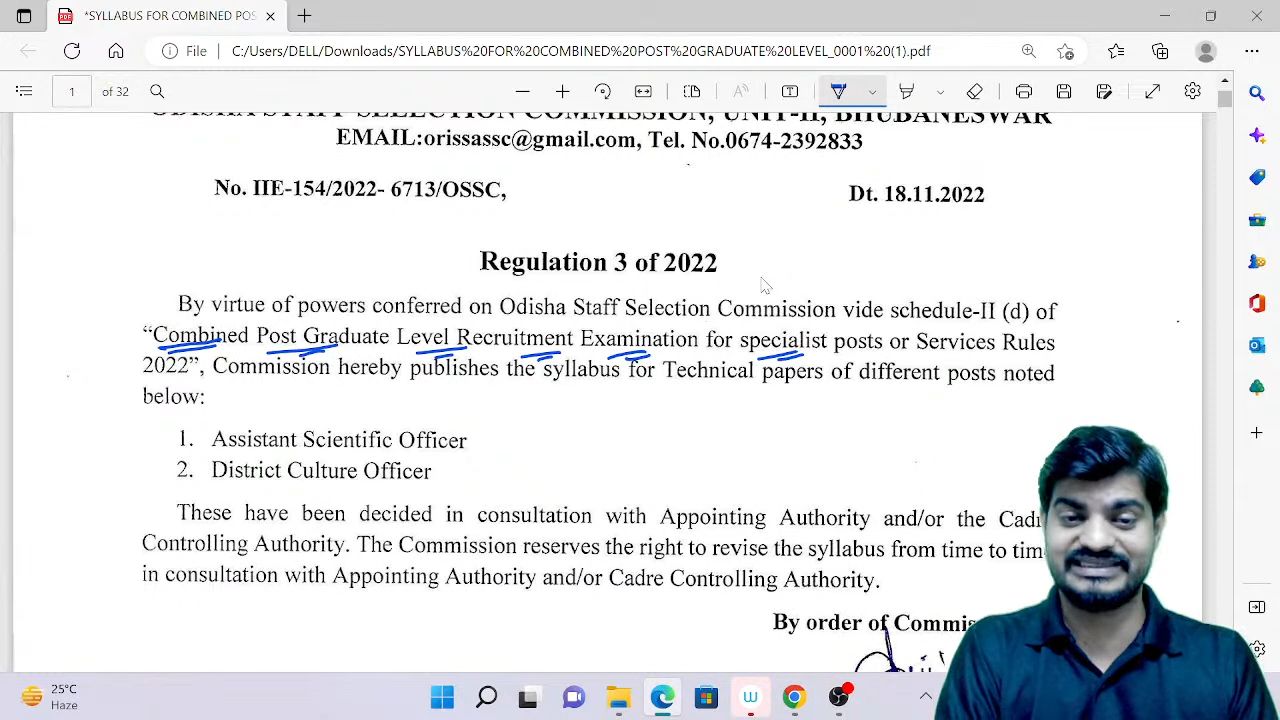 *SYLLABUS FOR COMBINED POS
File
C:/Users/DELL/Downloads/SYLLABUS%20FOR%20COMBINED%20POST%20GRADUATE%20LEVEL_0001%20(1).pdf
1 of 32
ODISHA STAFF SELECTION COMMISSION, UNIT-II, BHUBANESWAR
EMAIL:orissassc@gmail.com, Tel. No.0674-2392833
No. IIE-154/2022- 6713/OSSC, Dt. 18.11.2022
Regulation 3 of 2022
By virtue of powers conferred on Odisha Staff Selection Commission vide schedule-II (d) of
“Combined Post Graduate Level Recruitment Examination for specialist posts or Services Rules
2022”, Commission hereby publishes the syllabus for Technical papers of different posts noted
below:
1. Assistant Scientific Officer
2. District Culture Officer
These have been decided in consultation with Appointing Authority and/or the Cadr
Controlling Authority. The Commission reserves the right to revise the syllabus from time to tim
in consultation with Appointing Authority and/or Cadre Controlling Authority.
By order of Commis
25°C
Haze